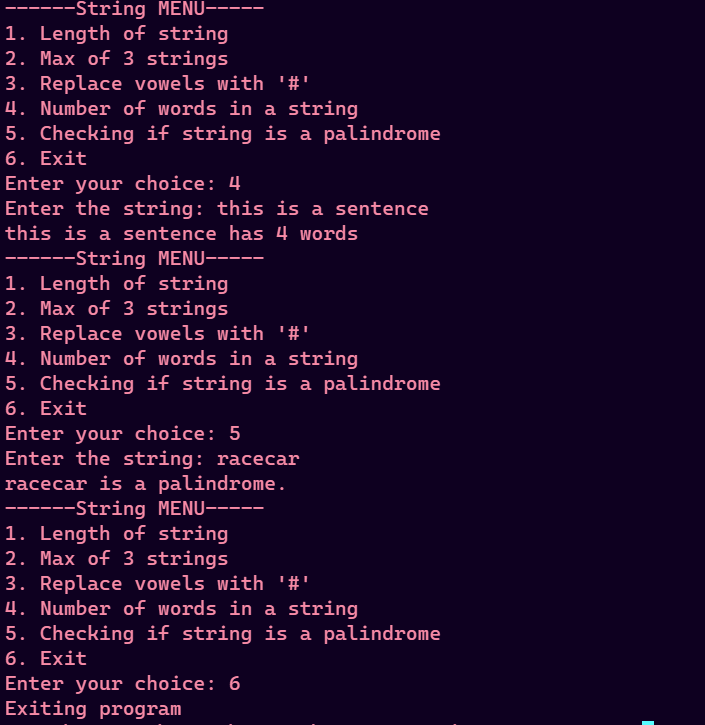 ------String MENU-----
1. Length of string
2. Max of 3 strings
3. Replace vowels with '#'
4. Number of words in a string
5. Checking if string is a palindrome
6. Exit
Enter your choice: 4
Enter the string: this is a sentence
this is a sentence has 4 words
------String MENU-----
1. Length of string
2. Max of 3 strings
3. Replace vowels with '#'
4. Number of words in a string
5. Checking if string is a palindrome
6. Exit
Enter your choice: 5
Enter the string: racecar
racecar is a palindrome.
------String MENU-----
1. Length of string
2. Max of 3 strings
3. Replace vowels with '#'
4. Number of words in a string
5. Checking if string is a palindrome
6. Exit
Enter your choice: 6
Exiting program